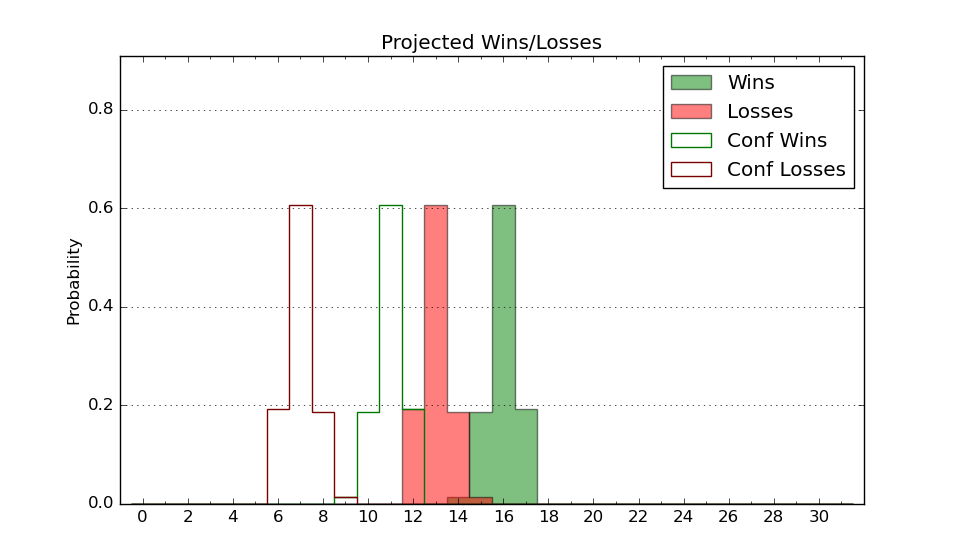 Projected Wins/Losses
Wins
Losses
Conf Wins
Conf Losses
Probability
0.8
0.6
0.4
0.2
0.0
0 2 4 6 8 10 12 14 16 18 20 22 24 26 28 30